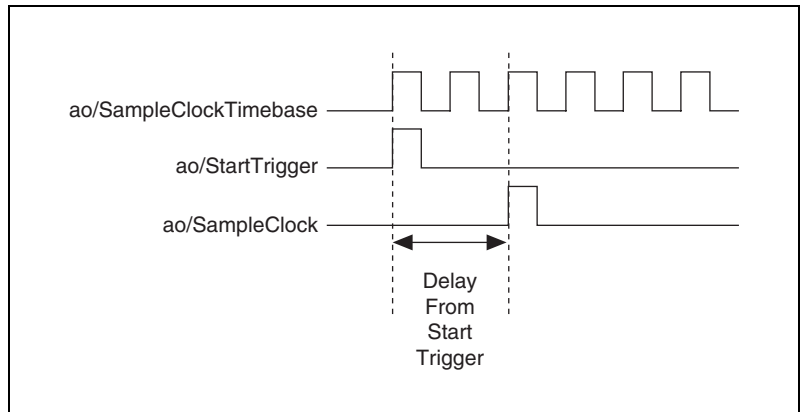 ao/SampleClockTimebase
ao/StartTrigger
ao/SampleClock
Delay
From
Start
Trigger